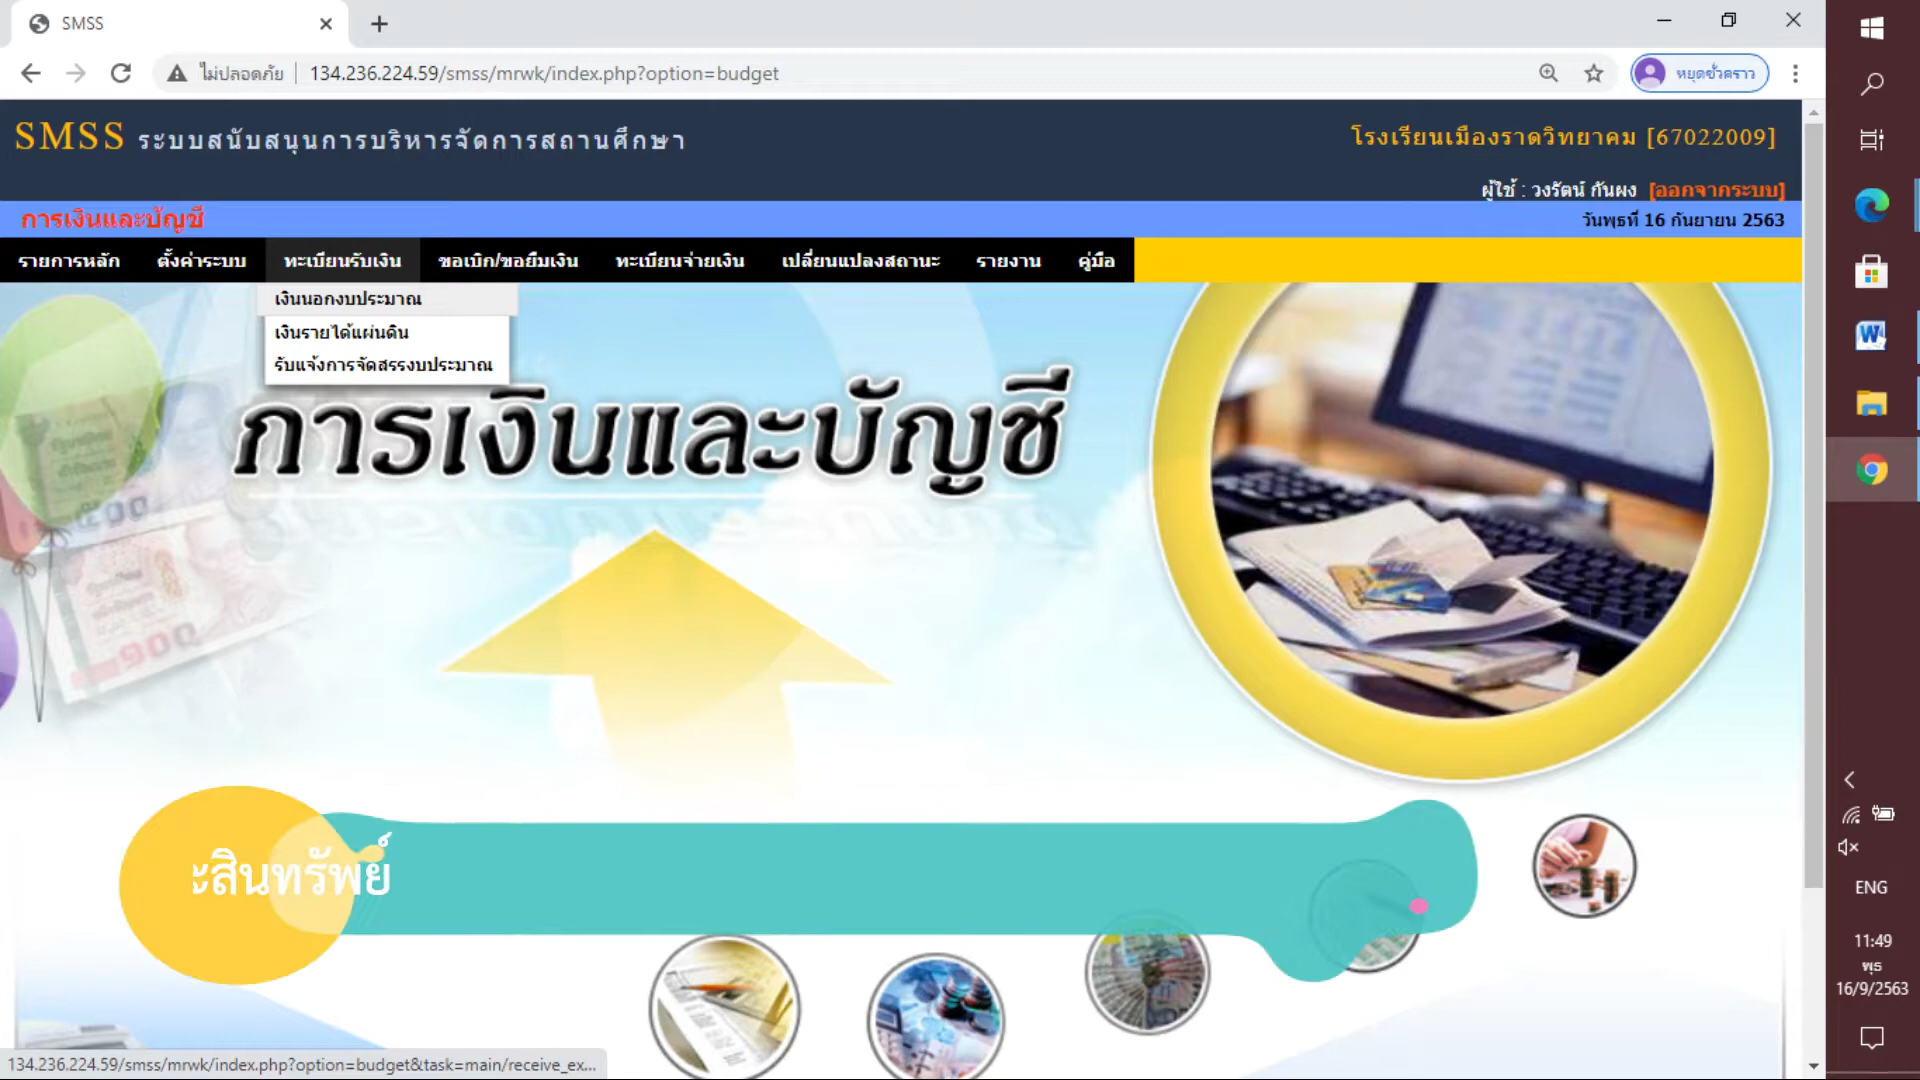 SMSS
ไม่ปลอดภัย
134.236.224.59/smss/mrwk/index.php?option=budget
หยุดชั่วคราว
SMSS ระบบสนับสนุนการบริหารจัดการสถานศึกษา
โรงเรียนเมืองราดวิทยาคม [67022009]
ผู้ใช้ : วงรัตน์ กันผง [ออกจากระบบ]
การเงินและบัญชี
วันพุธที่ 16 กันยายน 2563
รายการหลัก ตั้งค่าระบบ ทะเบียนรับเงิน ขอเบิก/ขอยืมเงิน ทะเบียนจ่ายเงิน เปลี่ยนแปลงสถานะ รายงาน คู่มือ
เงินนอกงบประมาณ
เงินรายได้แผ่นดิน
รับแจ้งการจัดสรรงบประมาณ
การเงินและบัญชี
ะสินทรัพย์
134.236.224.59/smss/mrwk/index.php?option=budget&task=main/receive_ex...
ENG
11:49
พุธ
16/9/2563